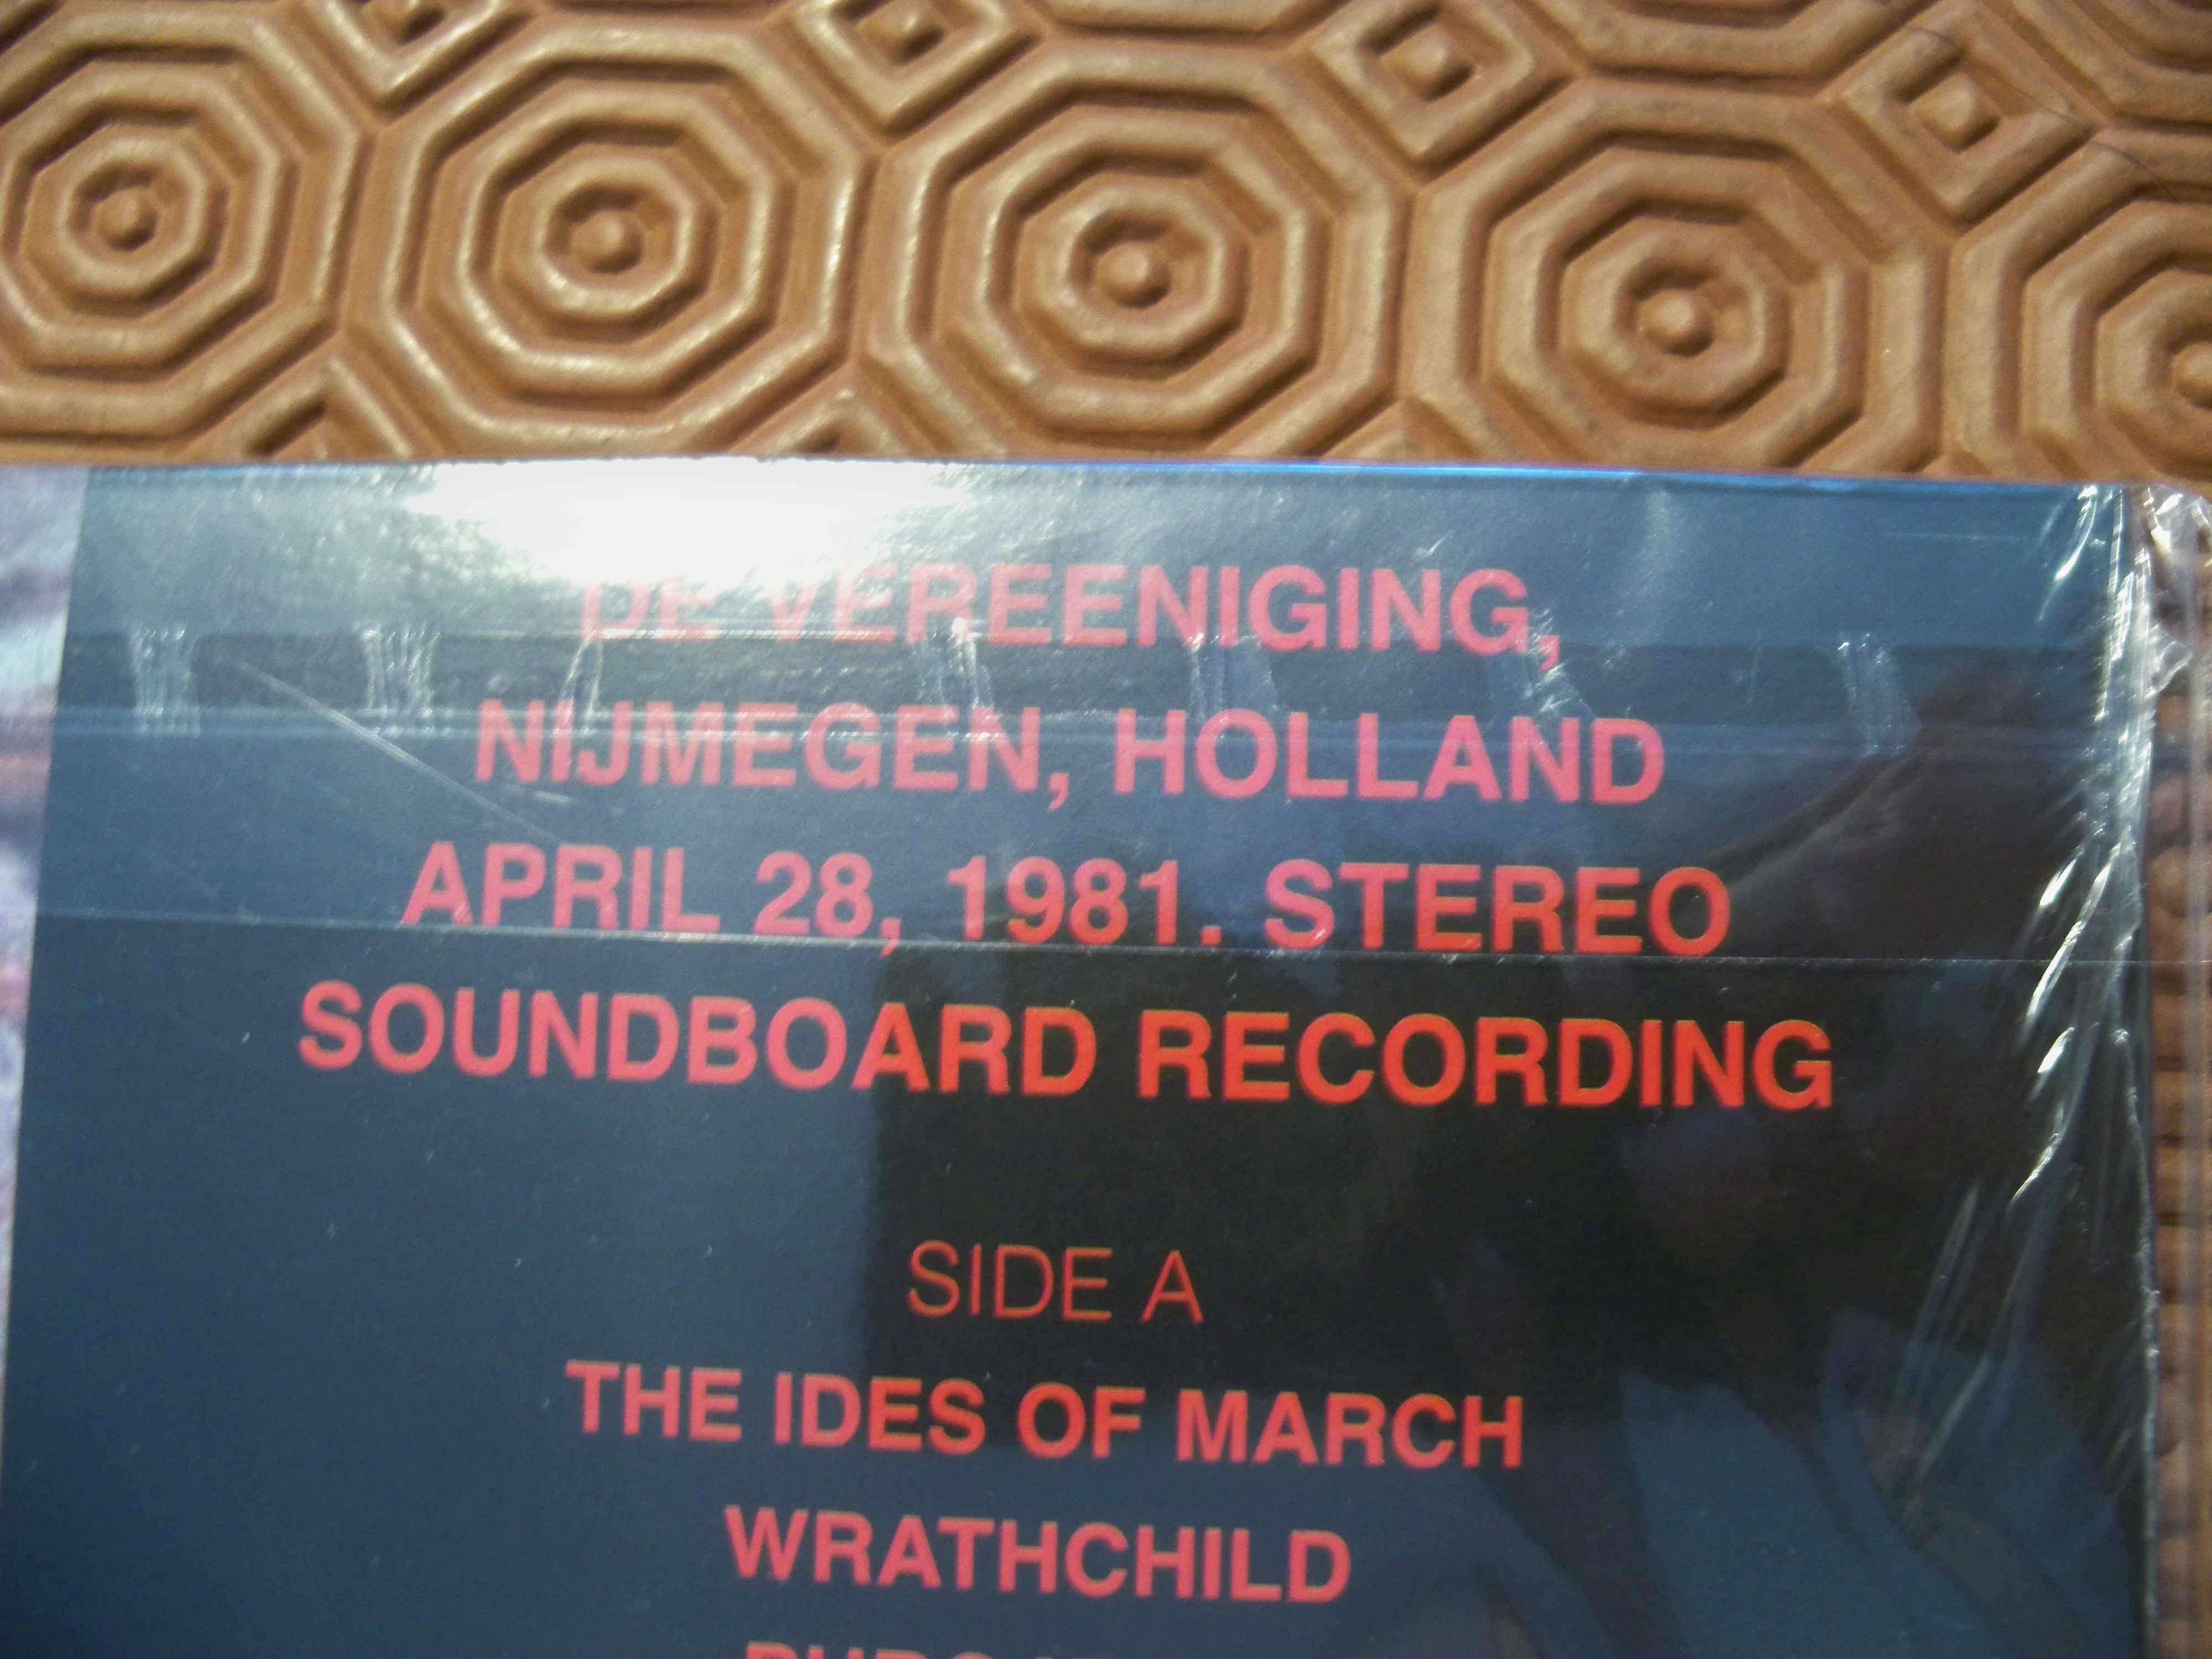 DE VEREENIGING,
NIJMEGEN, HOLLAND
APRIL 28, 1981. STEREO
SOUNDBOARD RECORDING
SIDE A
THE IDES OF MARCH
WRATHCHILD